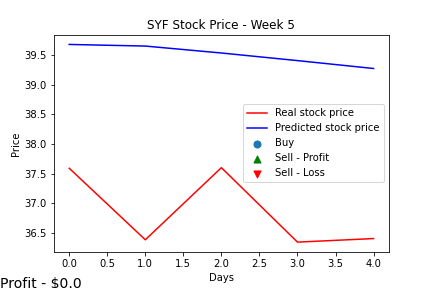 SYF Stock Price - Week 5
39.5
39.0
38.5
38.0
37.5
37.0
36.5
Price
Real stock price
Predicted stock price
Buy
Sell - Profit
Sell - Loss
0.0 0.5 1.0 1.5 2.0 2.5 3.0 3.5 4.0
Days
Profit - $0.0